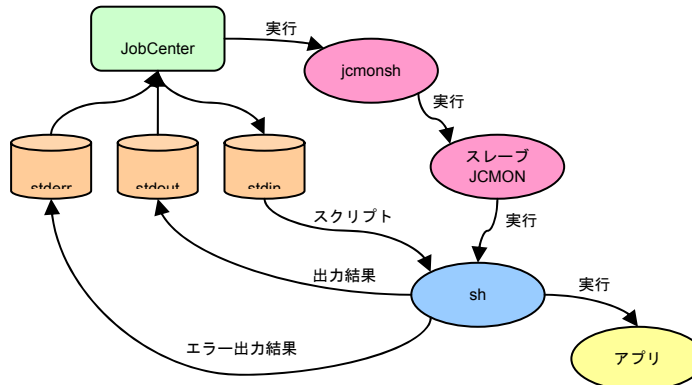 実行
JobCenter
jcmonsh
実行
stderr
stdout
stdin
スレーブ
JCMON
スクリプト
実行
出力結果
sh
実行
エラー出力結果
アプリ